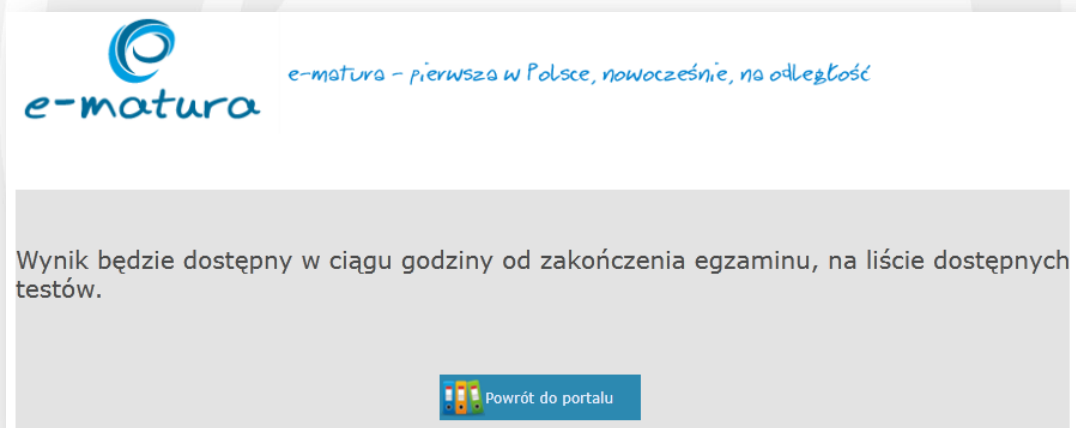 e-matura
e-matura - pierwsza w Polsce, nowocześnie, na odległość
Wynik będzie dostępny w ciągu godziny od zakończenia egzaminu, na liście dostępnych
testów.
Powrót do portalu